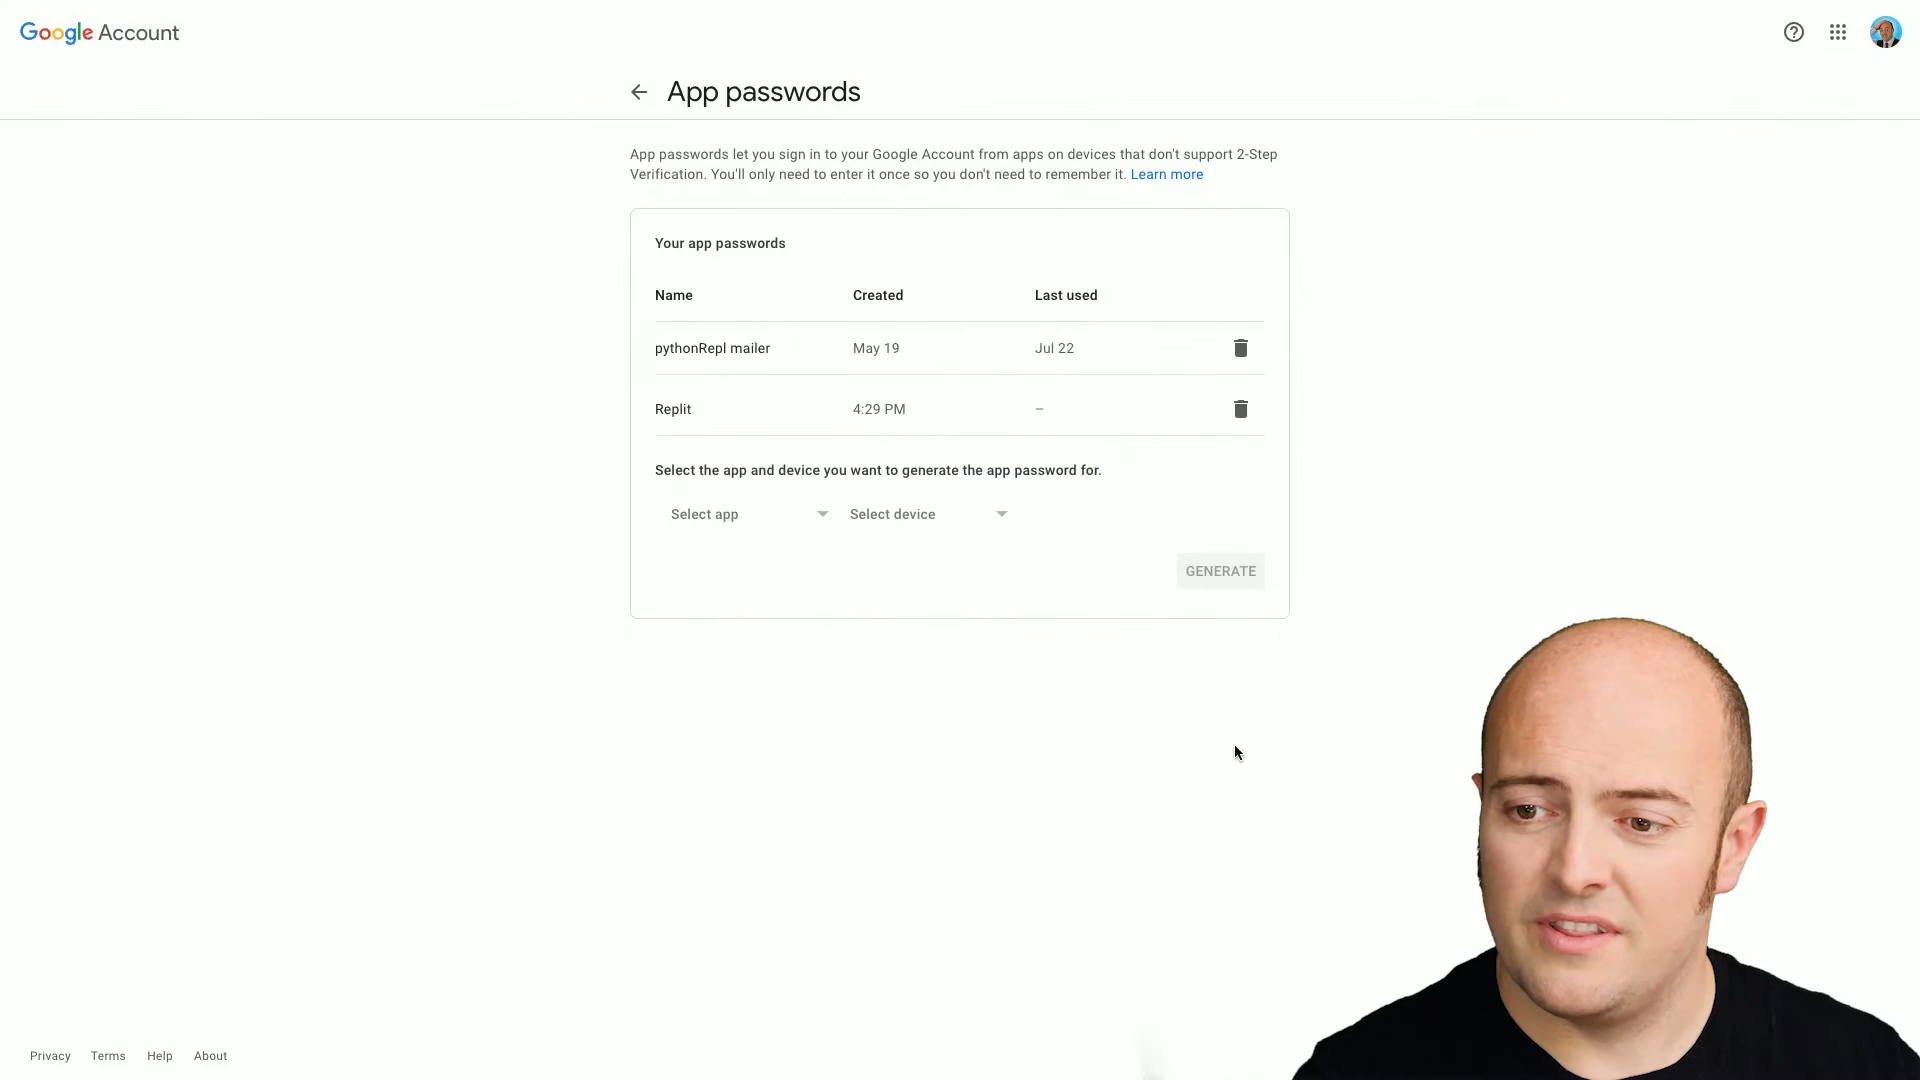 Google Account
App passwords
App passwords let you sign in to your Google Account from apps on devices that don't support 2-Step
Verification. You'll only need to enter it once so you don't need to remember it. Learn more
Your app passwords
Name Created Last used
pythonRepl mailer May 19 Jul 22
Replit 4:29 PM –
Select the app and device you want to generate the app password for.
Select app Select device
GENERATE
Privacy Terms Help About